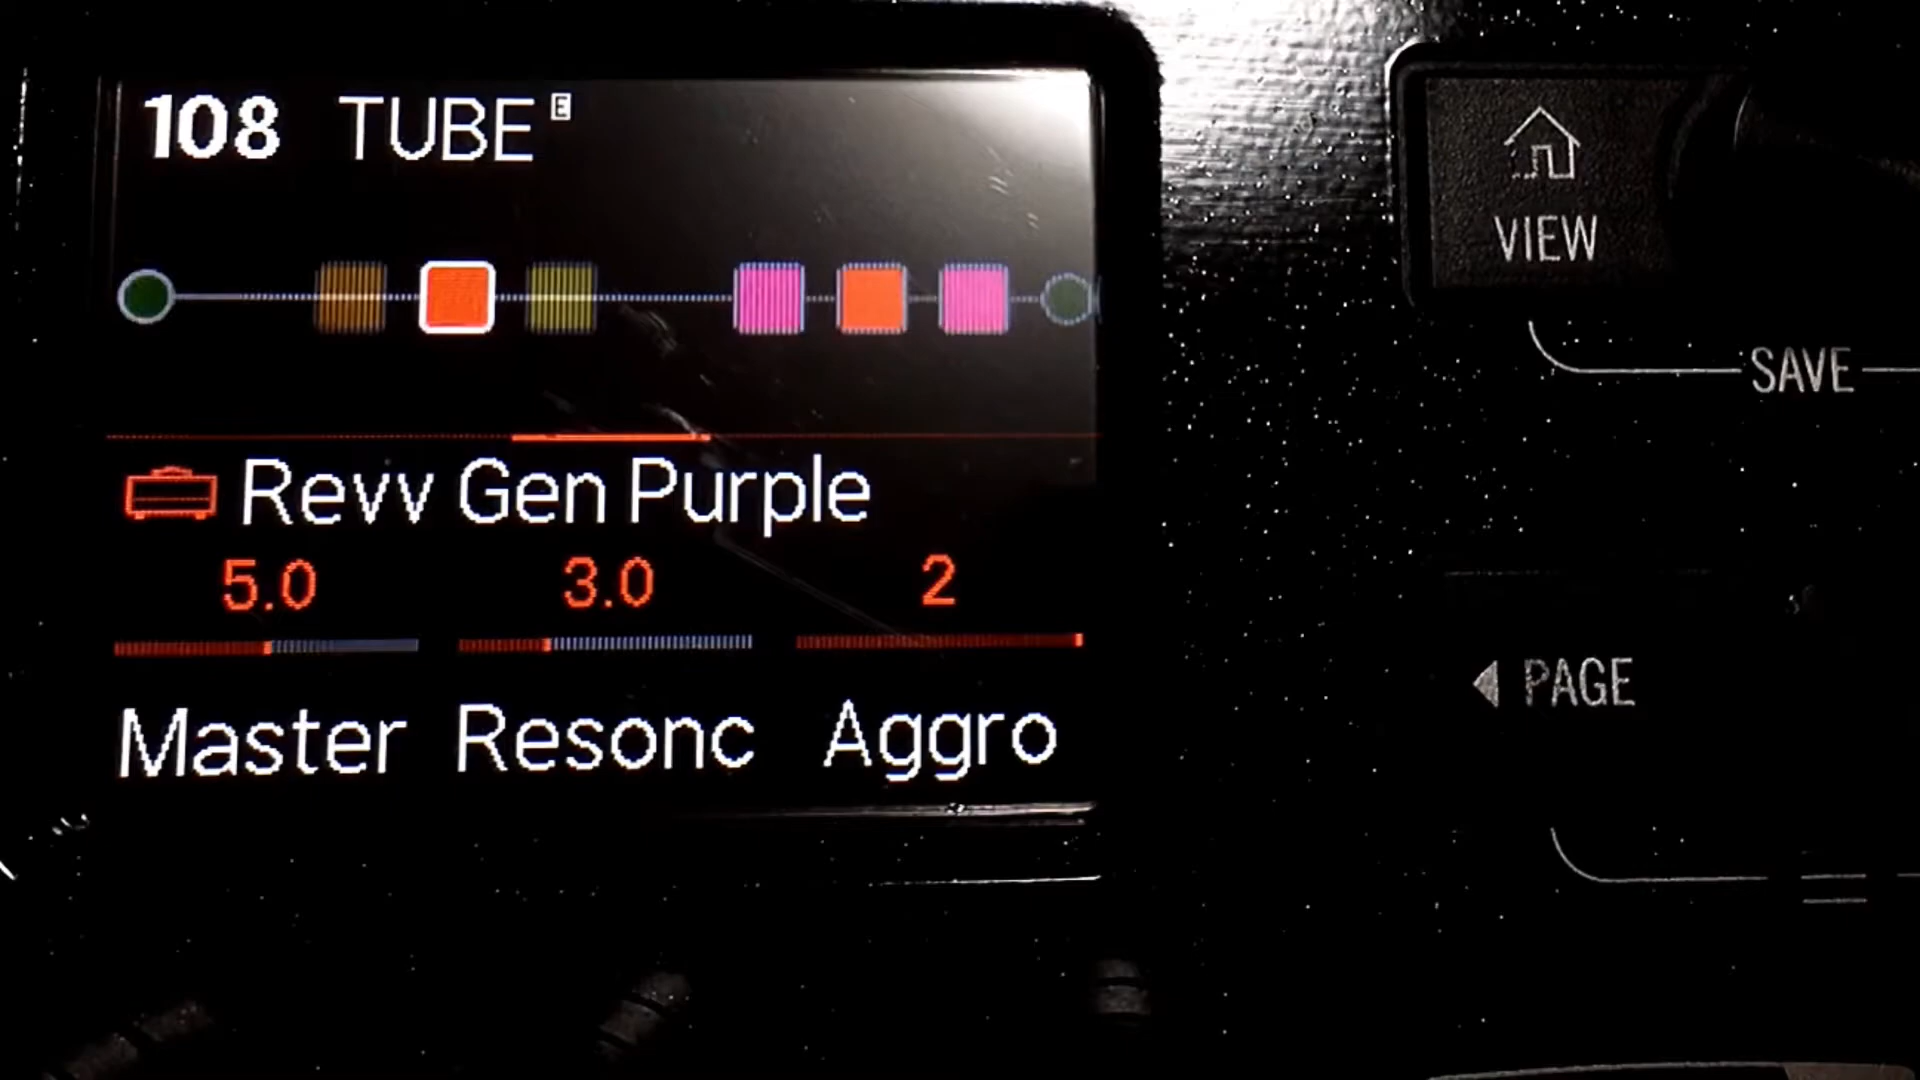 108 TUBE E
VIEW
SAVE
Revv Gen Purple
5.0 3.0 2
PAGE
Master Resonc Aggro